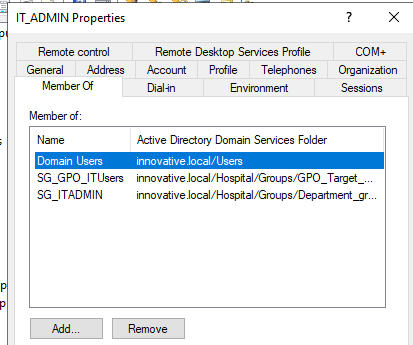 IT_ADMIN Properties
?
Remote control Remote Desktop Services Profile COM+
General Address Account Profile Telephones Organization
Member Of Dial-in Environment Sessions
Member of:
Name Active Directory Domain Services Folder
Domain Users innovative.local/Users
SG_GPO_ITUsers innovative.local/Hospital/Groups/GPO_Target_...
SG_ITADMIN innovative.local/Hospital/Groups/Department_gr...
Add... Remove